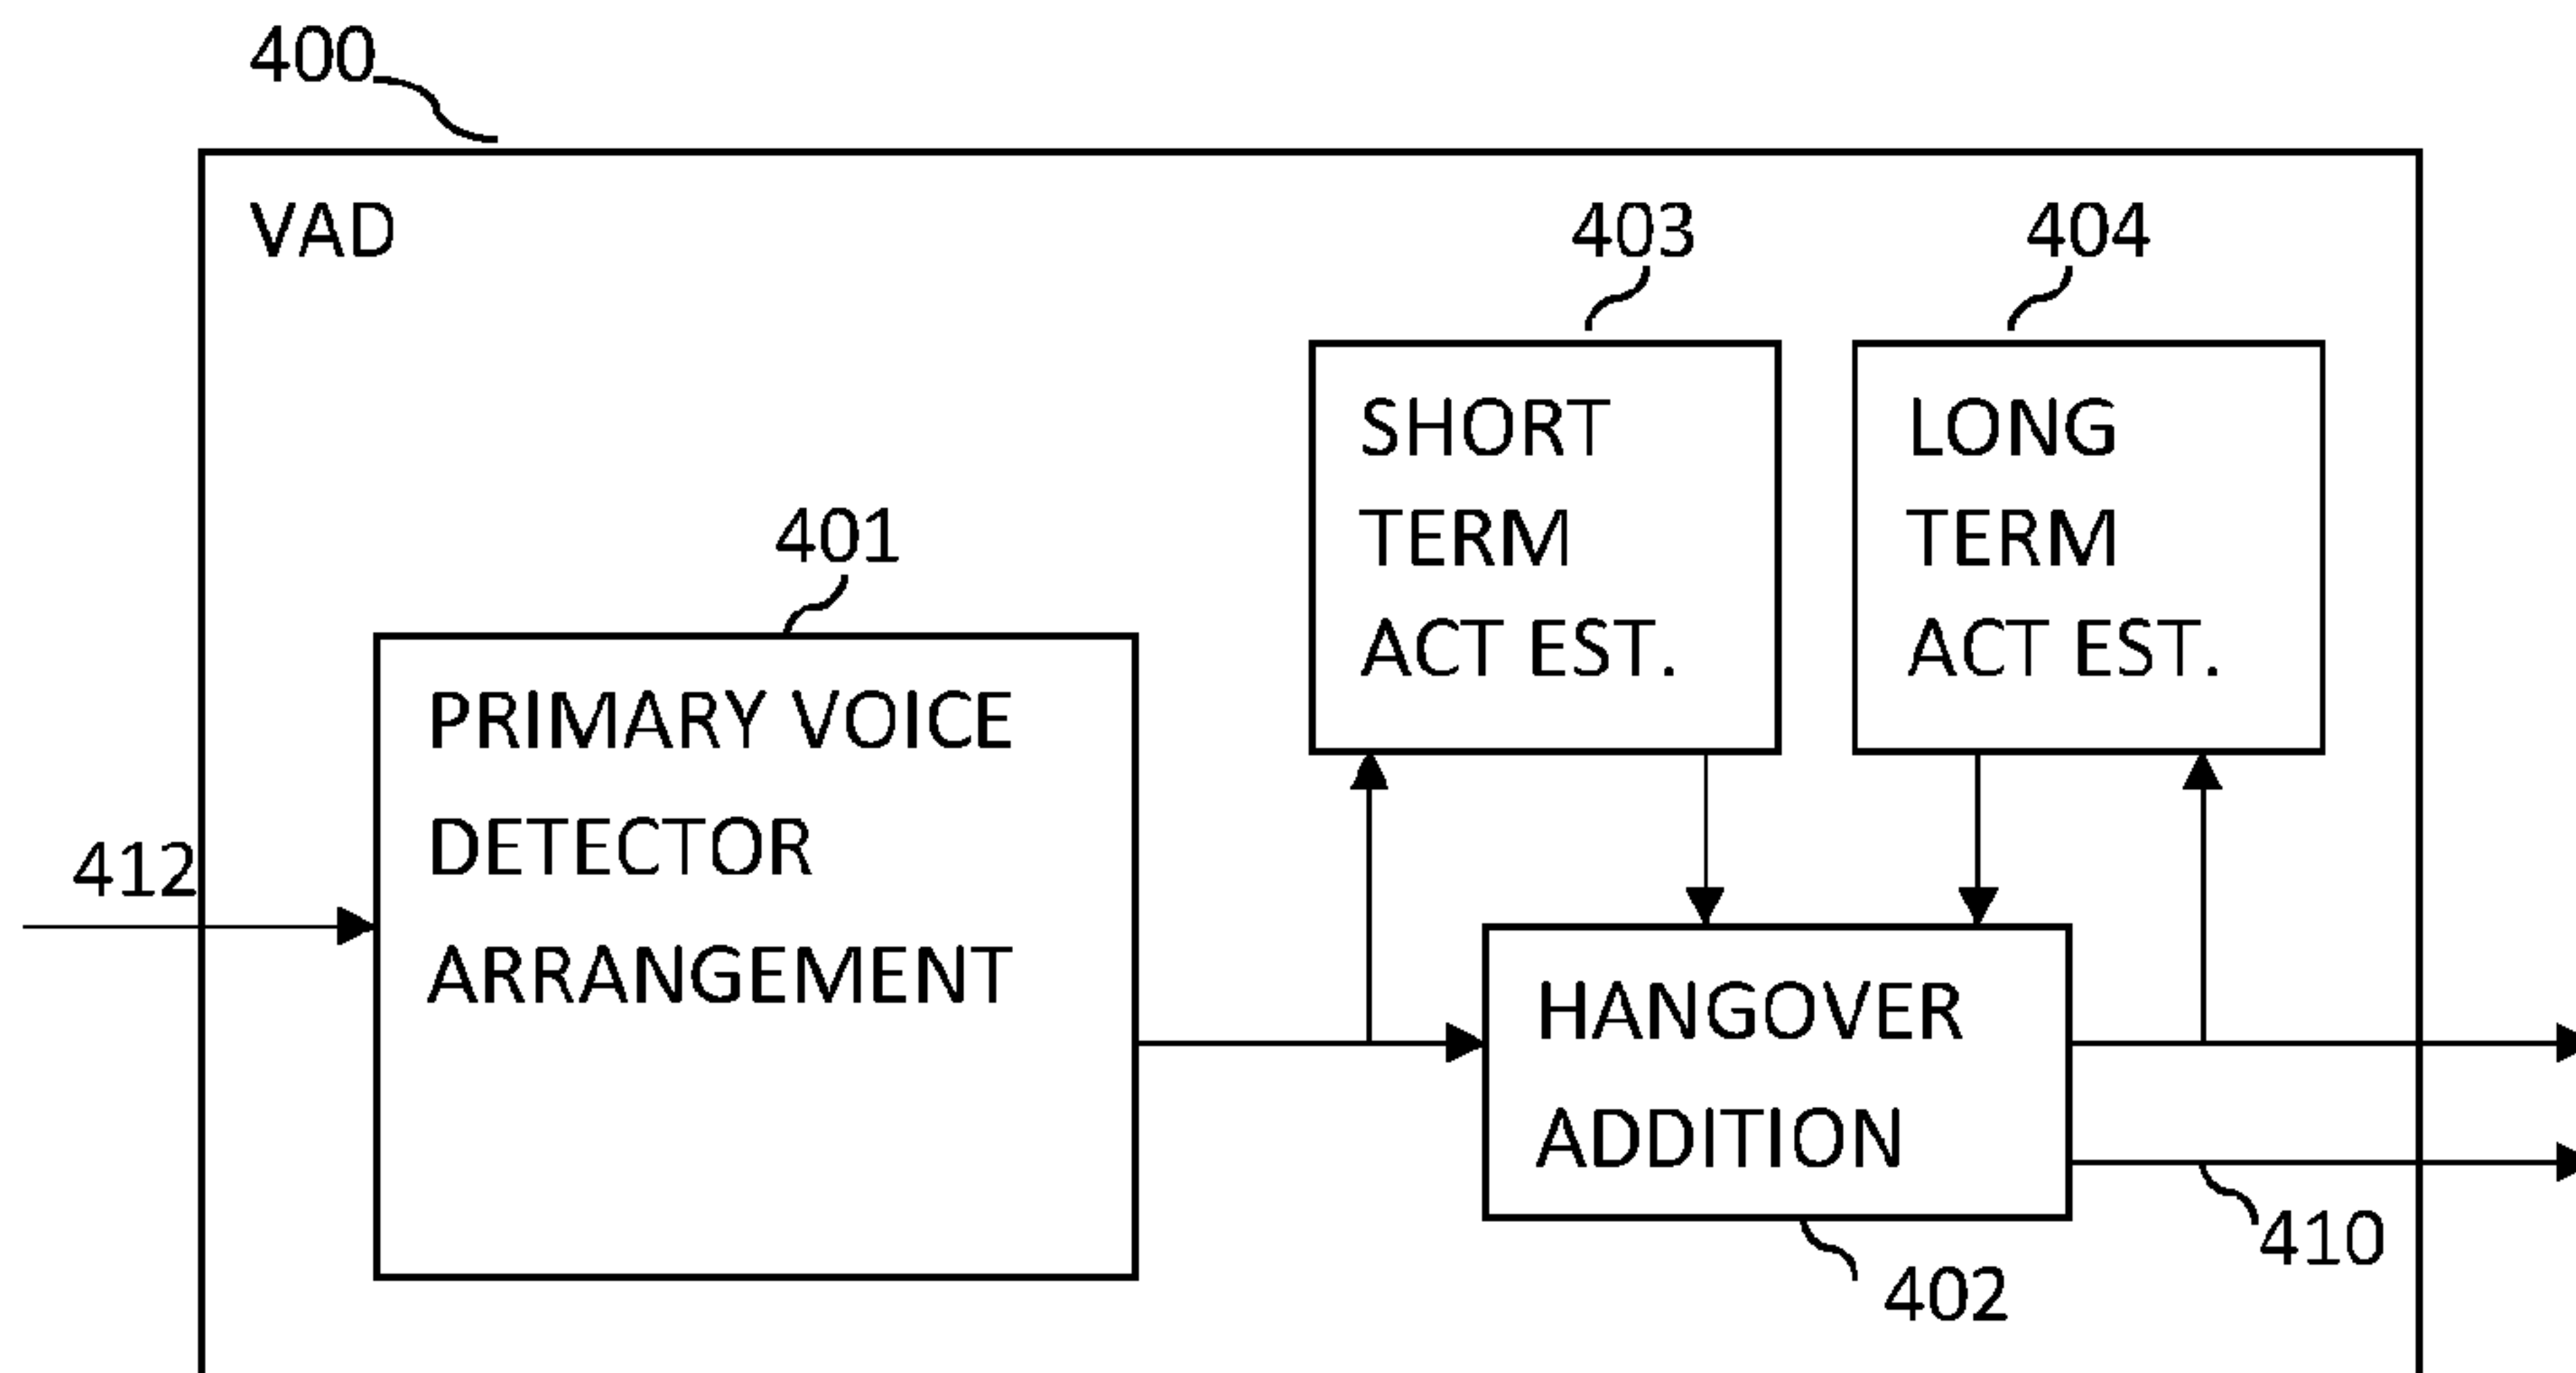 400
VAD
403
404
SHORT
TERM
ACT EST.
LONG
TERM
ACT EST.
401
PRIMARY VOICE
DETECTOR
ARRANGEMENT
412
HANGOVER
ADDITION
410
402